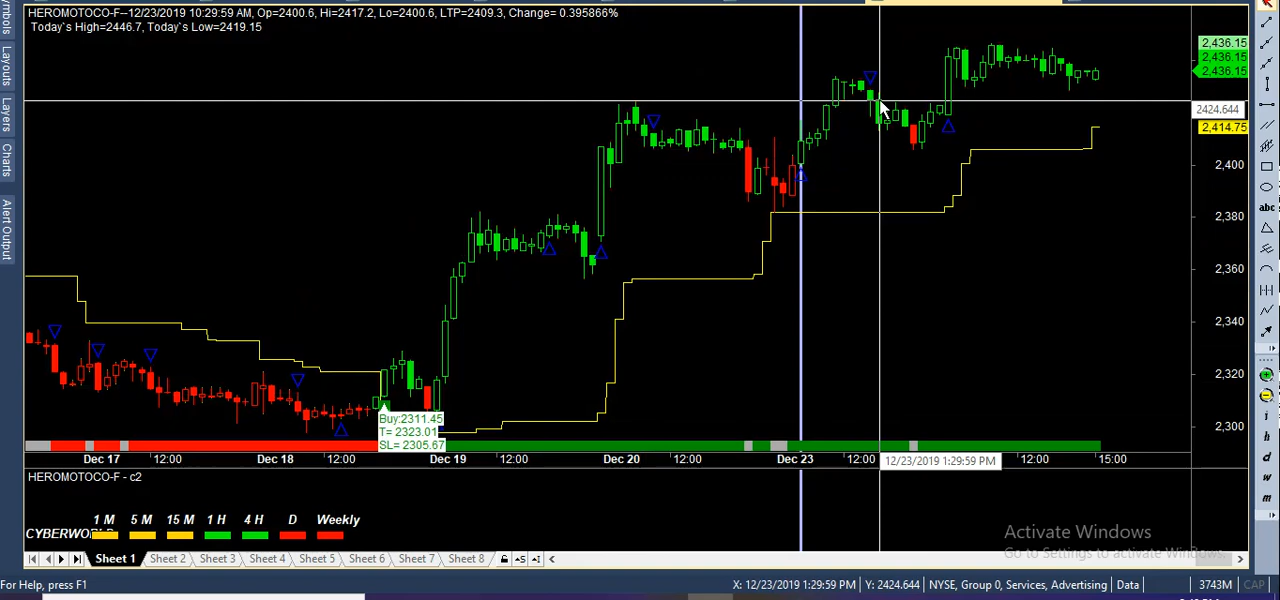 HEROMOTOCO-F--12/23/2019 10:29:59 AM, Op=2400.6, Hi=2417.2, Lo=2400.6, LTP=2409.3, Change= 0.395866%
Today`s High=2446.7, Today`s Low=2419.15
Layouts
Layers
Charts
Alert Output
2,436.15
2,436.15
2,436.15
2424.644
2,414.75
2,400
2,380
2,360
2,340
2,320
2,300
Buy:2311.45
T= 2323.01
SL= 2305.67
Dec 17
12:00
Dec 18
12:00
Dec 19
12:00
Dec 20
12:00
Dec 23
12:00
12/23/2019 1:29:59 PM
12:00
15:00
HEROMOTOCO-F - c2
1 M 5 M 15 M 1 H 4 H D Weekly
Activate Windows
Go to Settings to activate Windows.
Sheet 1 Sheet 2 Sheet 3 Sheet 4 Sheet 5 Sheet 6 Sheet 7 Sheet 8
For Help, press F1
X: 12/23/2019 1:29:59 PM Y: 2424.644 NYSE, Group 0, Services, Advertising Data 3743M CAP
abc
i
h
d
w
m